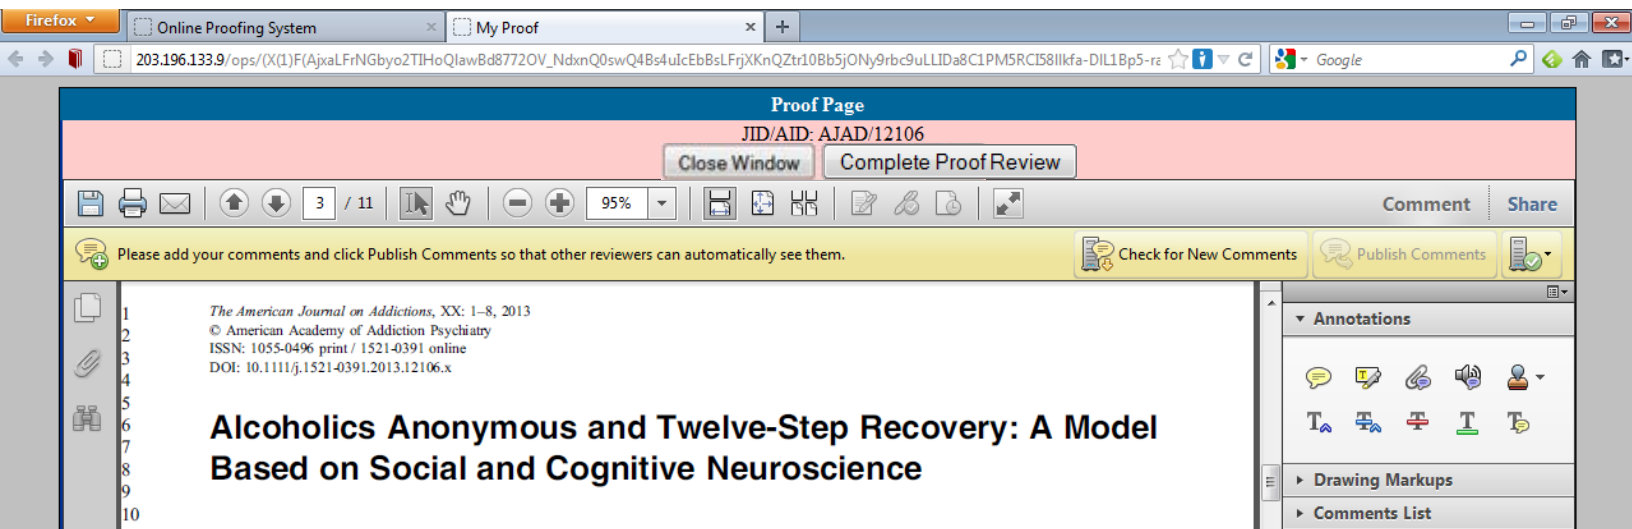 Firefox
Online Proofing System
My Proof
203.196.133.9/ops/(X(1)F(AjxaLFrNGbyo2TIHoQIawBd8772OV_NdxnQ0swQ4Bs4uIcEbBsLFrjXKnQZtr10Bb5jONy9rbc9uLLIDa8C1PM5RCI58IIkfa-DIL1Bp5-ra
Google
Proof Page
JID/AID: AJAD/12106
Close Window Complete Proof Review
3 / 11 95% Comment Share
Please add your comments and click Publish Comments so that other reviewers can automatically see them. Check for New Comments Publish Comments
1 The American Journal on Addictions, XX: 1–8, 2013
2 © American Academy of Addiction Psychiatry
3 ISSN: 1055-0496 print / 1521-0391 online
4 DOI: 10.1111/j.1521-0391.2013.12106.x
5
6 Alcoholics Anonymous and Twelve-Step Recovery: A Model
7
8 Based on Social and Cognitive Neuroscience
9
10
Annotations
Drawing Markups
Comments List